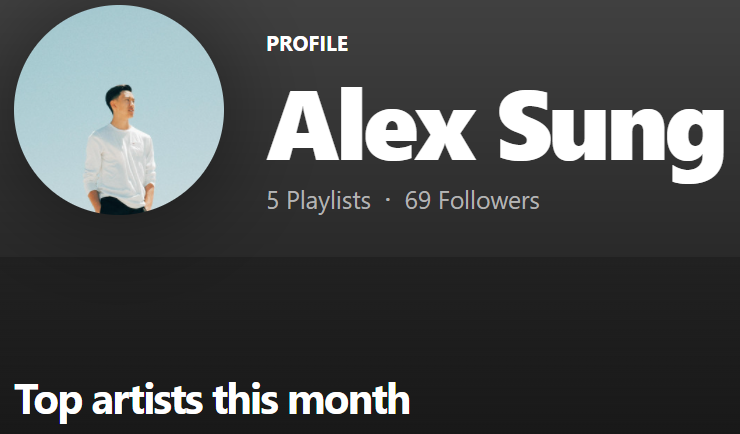 PROFILE
Alex Sung
5 Playlists · 69 Followers
Top artists this month